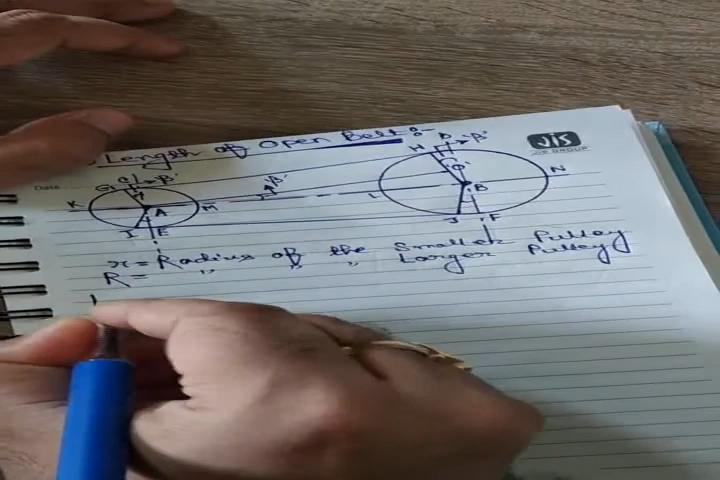 Length of Open Belt :-
JIS
JIS GROUP
Date
H D β
G C β
β
K A M L B N
I E J F
r = Radius of the Smaller Pulley
R = " " " Larger Pulley